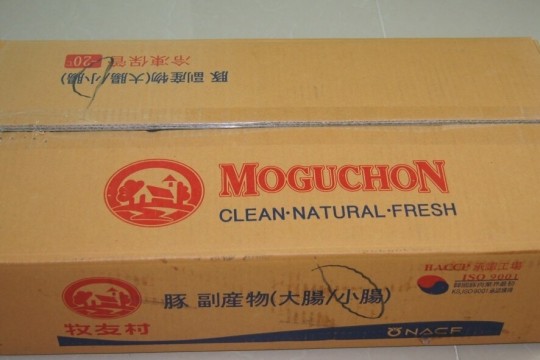 冷凍保管 -20℃
豚 副産物(大腸/小腸)
MOGUCHON
CLEAN·NATURAL·FRESH
HACCP
ISO 9001
豚 副産物(大腸/小腸)
牧友村
NACF